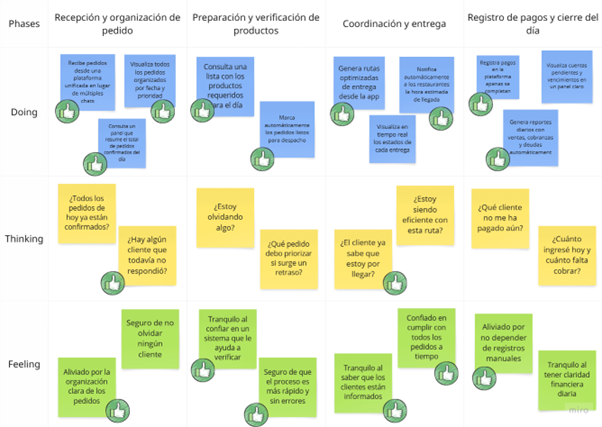 Phases
Recepción y organización de
pedido
Preparación y verificación de
productos
Coordinación y entrega
Registro de pagos y cierre del
día
Doing
Recibe pedidos
desde una
plataforma
unificada en lugar
de múltiples
chats
Visualiza todos
los pedidos
organizados
por fecha y
prioridad
Consulta un
panel que
resume el total
de pedidos
confirmados del
día
Consulta una
lista con los
productos
requeridos
para el día
Marca
automáticamente
los pedidos listos
para despacho
Genera rutas
optimizadas
de entrega
desde la app
Notifica
automáticamente
a los restaurantes
la hora estimada
de llegada
Visualiza en
tiempo real
los estados de
cada entrega
Registra pagos
en la
plataforma
apenas se
completan
Visualiza cuentas
pendientes y
vencimientos en
un panel claro
Genera reportes
diarios con
ventas, cobranzas
y deudas
automáticament
Thinking
¿Todos los
pedidos de
hoy ya están
confirmados?
¿Hay algún
cliente que
todavía no
respondió?
¿Estoy
olvidando
algo?
¿Qué pedido
debo priorizar
si surge un
retraso?
¿El cliente ya
sabe que
estoy por
llegar?
¿Estoy
siendo
eficiente con
esta ruta?
¿Qué cliente
no me ha
pagado aún?
¿Cuánto
ingresé hoy y
cuánto falta
cobrar?
Feeling
Aliviado por la
organización
clara de los
pedidos
Seguro de no
olvidar
ningún
cliente
Tranquilo al
confiar en un
sistema que le
ayuda a
verificar
Seguro de que
el proceso es
más rápido y
sin errores
Tranquilo al
saber que los
clientes están
informados
Confiado en
cumplir con
todos los
pedidos a
tiempo
Aliviado por
no depender
de registros
manuales
Tranquilo al
tener claridad
financiera
diaria
miro